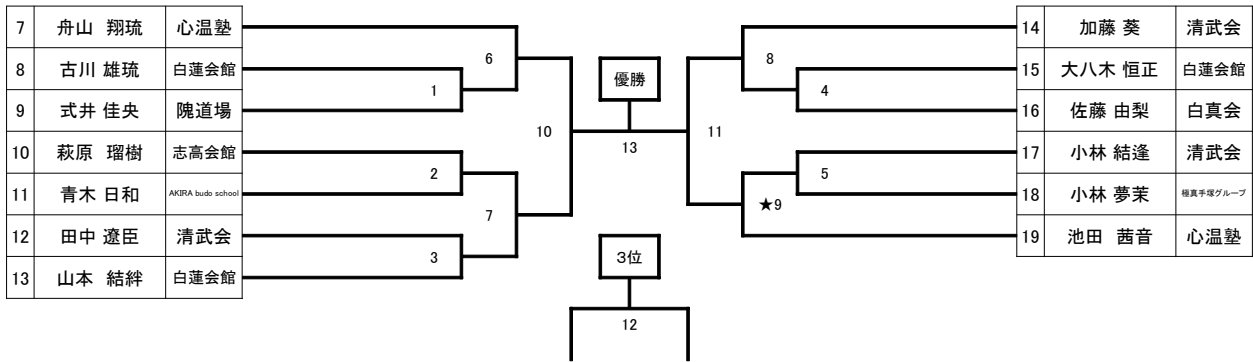 7 舟山 翔琉 心温塾
8 古川 雄琉 白蓮会館
9 式井 佳央 隗道場
10 萩原 瑠樹 志高会館
11 青木 日和 AKIRA budo school
12 田中 遼臣 清武会
13 山本 結絆 白蓮会館
6
1
2
7
3
10
優勝
13
3位
12
11
8
4
5
★9
14 加藤 葵 清武会
15 大八木 恒正 白蓮会館
16 佐藤 由梨 白真会
17 小林 結逢 清武会
18 小林 夢茉 極真手塚グループ
19 池田 茜音 心温塾